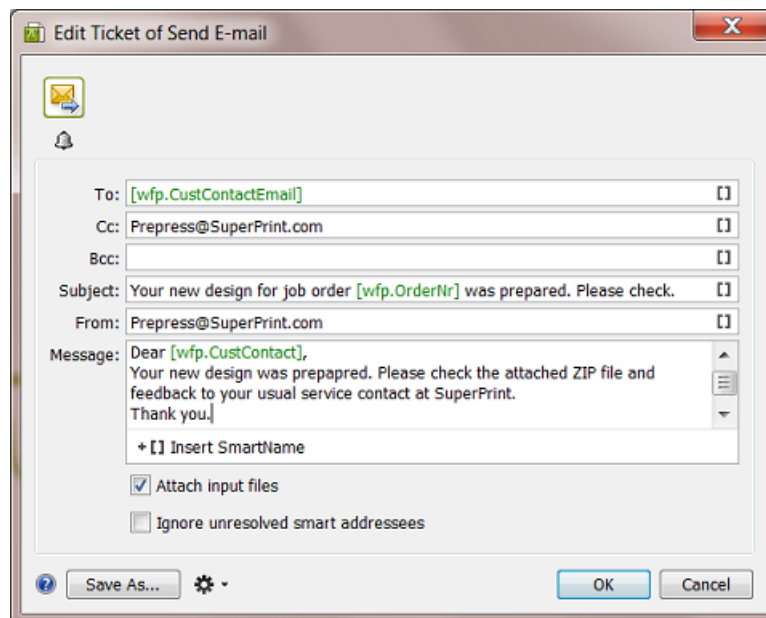 Edit Ticket of Send E-mail
To: [wfp.CustContactEmail] []
Cc: Prepress@SuperPrint.com []
Bcc: []
Subject: Your new design for job order [wfp.OrderNr] was prepared. Please check. []
From: Prepress@SuperPrint.com []
Message: Dear [wfp.CustContact],
Your new design was prepapred. Please check the attached ZIP file and
feedback to your usual service contact at SuperPrint.
Thank you.
+[] Insert SmartName
Attach input files
Ignore unresolved smart addressees
? Save As... OK Cancel